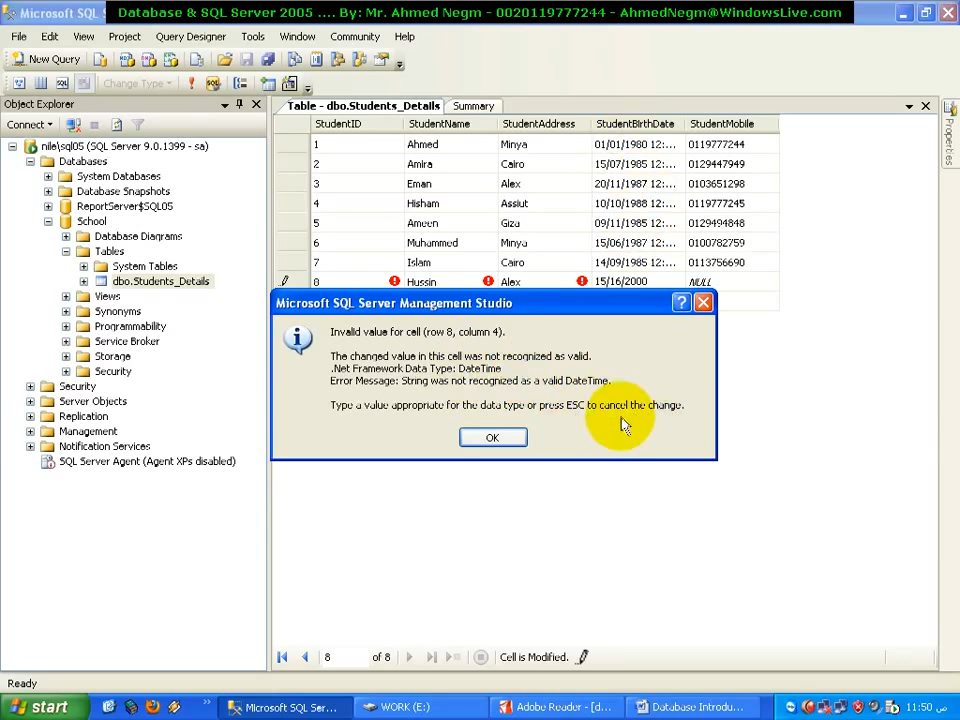 Microsoft SQL S
Database & SQL Server 2005 .... By: Mr. Ahmed Negm - 0020119777244 - AhmedNegm@WindowsLive.com
File Edit View Project Query Designer Tools Window Community Help
New Query
Change Type
Object Explorer
Connect
nile\sql05 (SQL Server 9.0.1399 - sa)
Databases
System Databases
Database Snapshots
ReportServer$SQL05
School
Database Diagrams
Tables
System Tables
dbo.Students_Details
Views
Synonyms
Programmability
Service Broker
Storage
Security
Security
Server Objects
Replication
Management
Notification Services
SQL Server Agent (Agent XPs disabled)
Table - dbo.Students_Details Summary
StudentID StudentName StudentAddress StudentBirthDate StudentMobile
1 Ahmed Minya 01/01/1980 12:... 0119777244
2 Amira Cairo 15/07/1985 12:... 0129447949
3 Eman Alex 20/11/1987 12:... 0103651298
4 Hisham Assiut 10/10/1988 12:... 0119777245
5 Ameen Giza 09/11/1985 12:... 0129494848
6 Muhammed Minya 15/06/1987 12:... 0100782759
7 Islam Cairo 14/09/1985 12:... 0113756690
8 Hussin Alex 15/16/2000 NULL
Microsoft SQL Server Management Studio
Invalid value for cell (row 8, column 4).
The changed value in this cell was not recognized as valid.
.Net Framework Data Type: DateTime
Error Message: String was not recognized as a valid DateTime.
Type a value appropriate for the data type or press ESC to cancel the change.
OK
8 of 8 Cell is Modified.
Properties
Ready
start
Microsoft SQL Ser...
WORK (E:)
Adobe Reader - [d...
Database Introdu...
11:50 ص